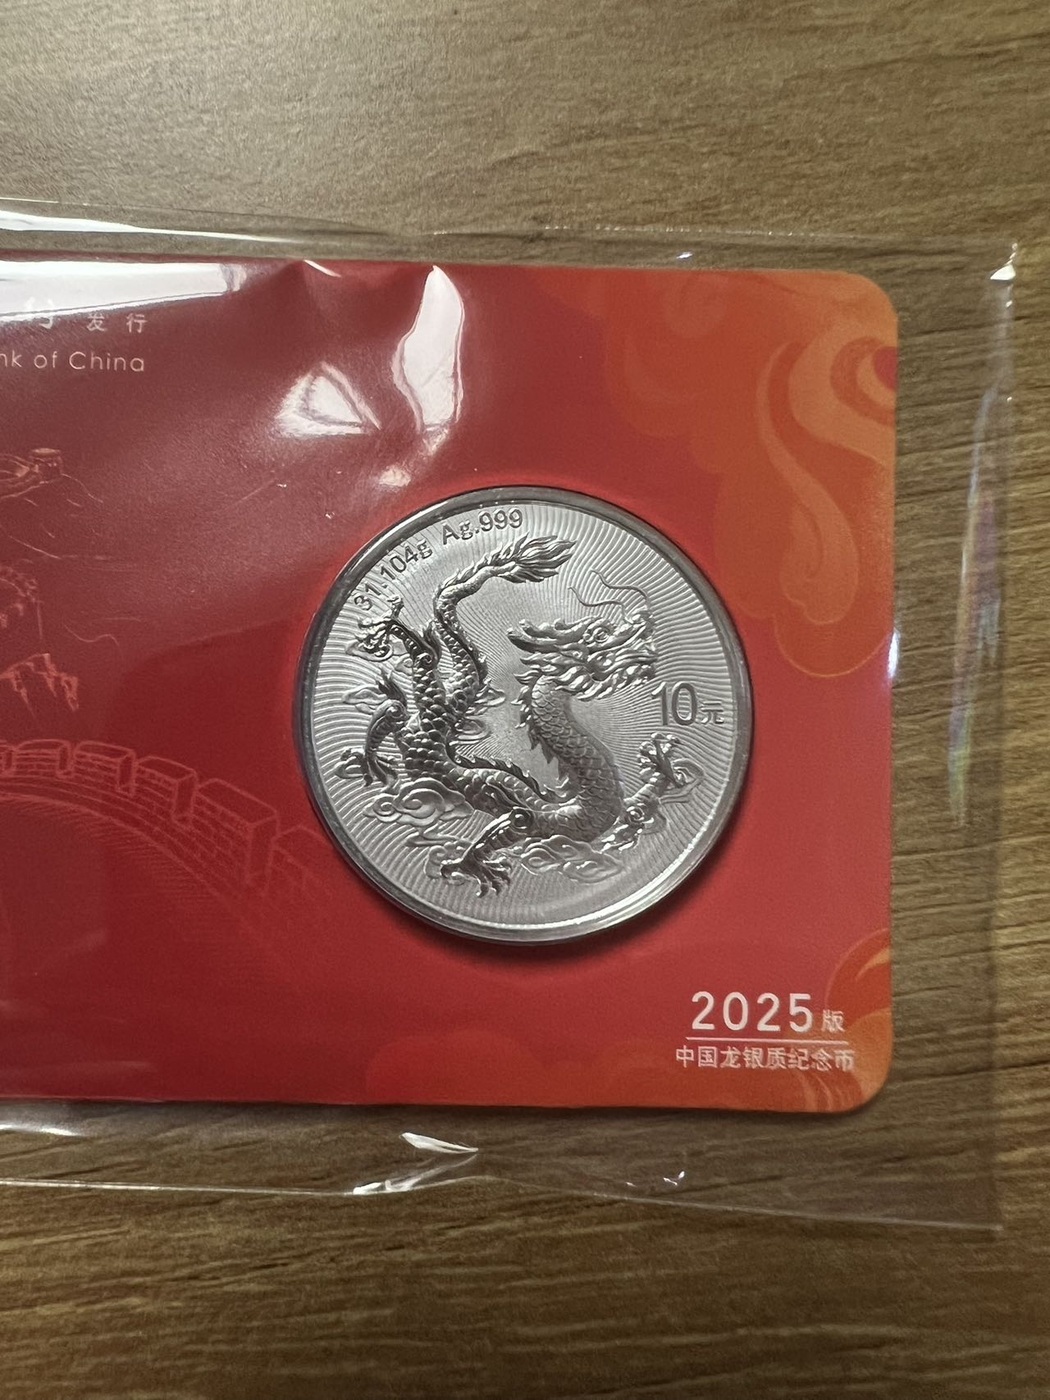 发行
of China
31.104g Ag.999
10元
2025版
中国龙银质纪念币